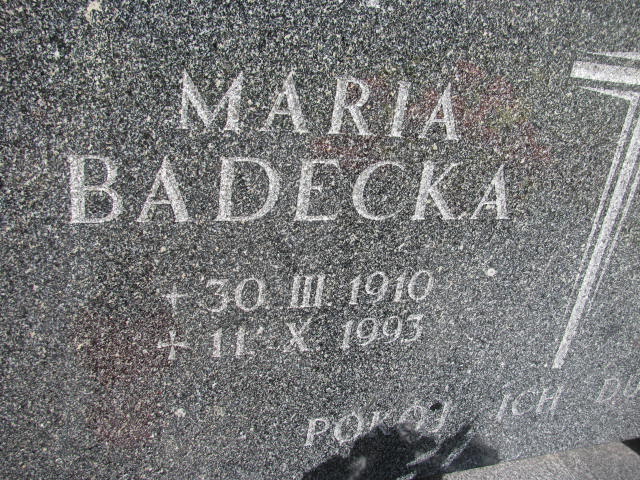 MARIA
BADECKA
+ 30. III. 1910
+ 11. X. 1993
POKÓJ ICH